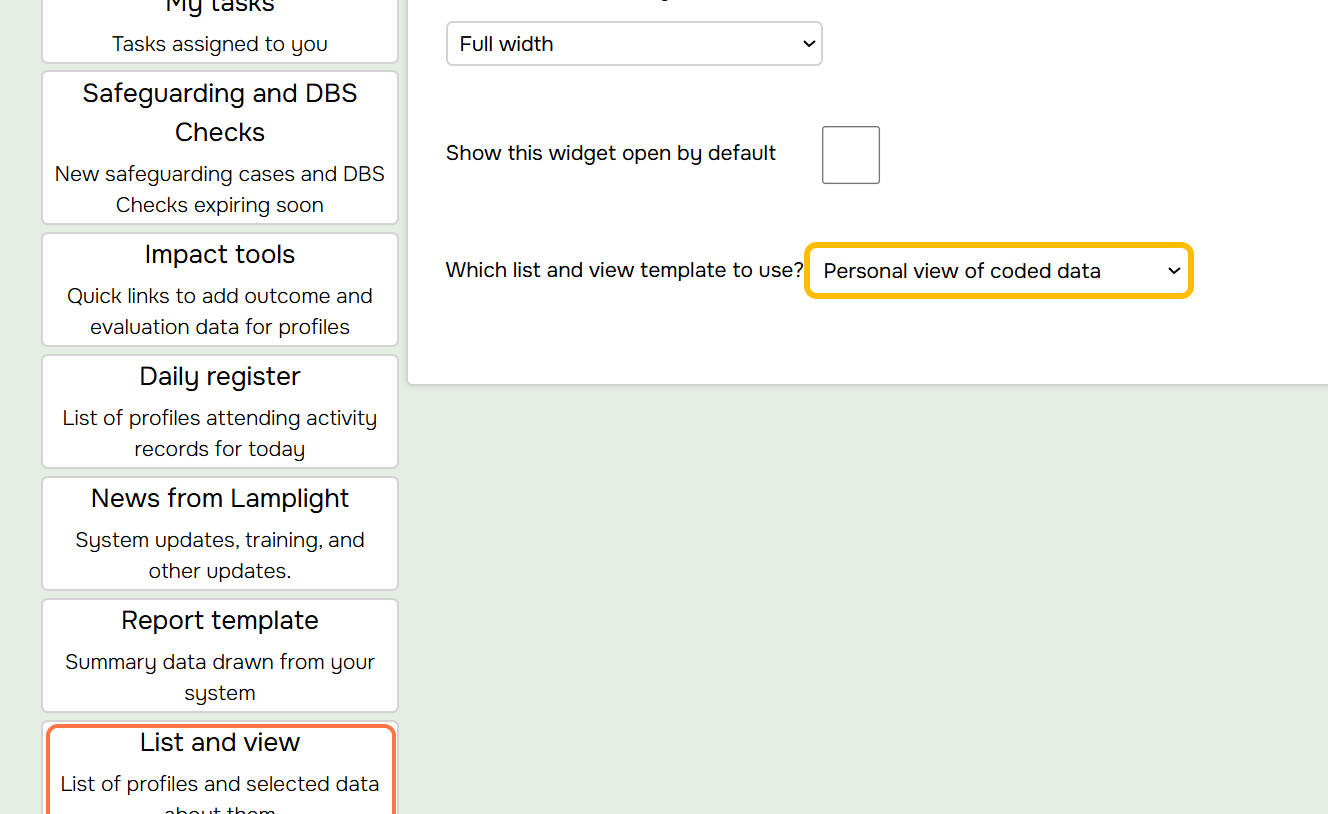 My tasks
Tasks assigned to you
Safeguarding and DBS
Checks
New safeguarding cases and DBS
Checks expiring soon
Impact tools
Quick links to add outcome and
evaluation data for profiles
Daily register
List of profiles attending activity
records for today
News from Lamplight
System updates, training, and
other updates.
Report template
Summary data drawn from your
system
List and view
List of profiles and selected data
about them
Full width
Show this widget open by default
Which list and view template to use? Personal view of coded data